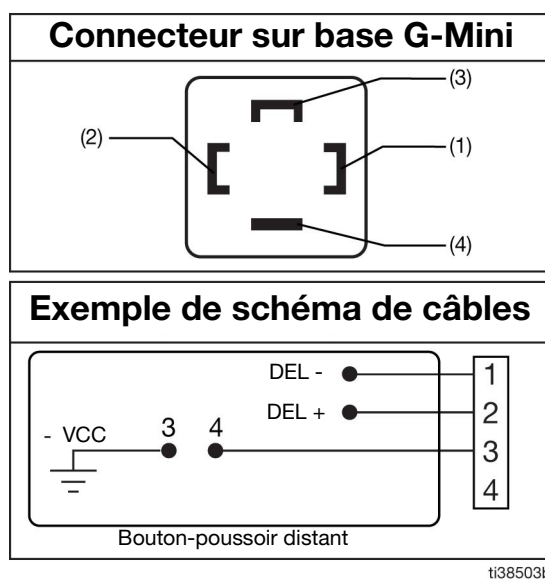 Connecteur sur base G-Mini
(3)
(2)
(1)
(4)
Exemple de schéma de câbles
DEL -
1
DEL +
2
- VCC
3 4
3
4
Bouton-poussoir distant
ti38503b